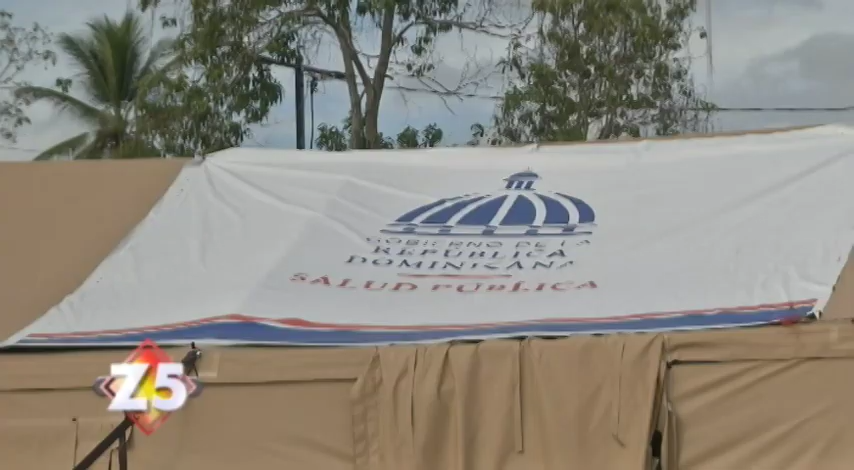 GOBIERNO DE LA
REPÚBLICA
DOMINICANA
SALUD PÚBLICA
Z5